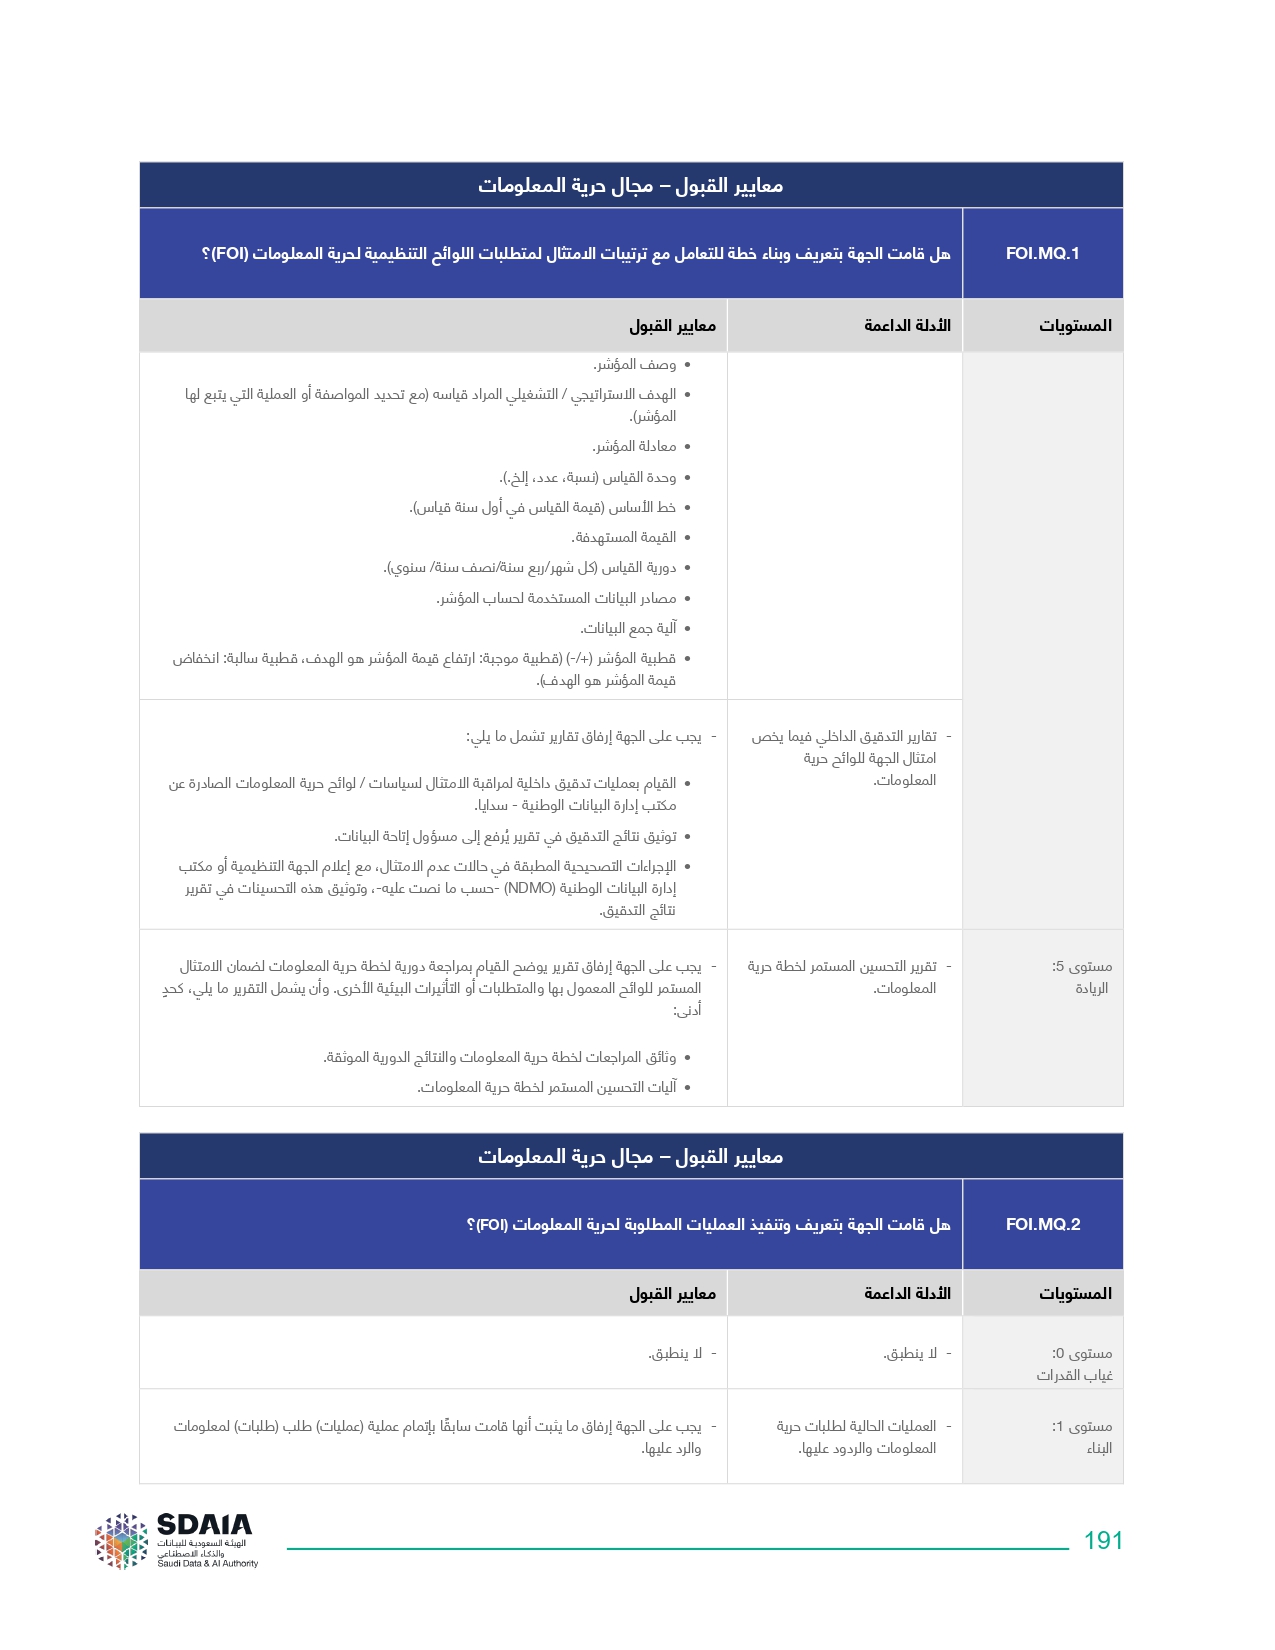 معايير القبول – مجال حرية المعلومات
FOI.MQ.1
هل قامت الجهة بتعريف وبناء خطة للتعامل مع ترتيبات الامتثال لمتطلبات اللوائح التنظيمية لحرية المعلومات (FOI)؟
المستويات
الأدلة الداعمة
معايير القبول
• وصف المؤشر.
• الهدف الاستراتيجي / التشغيلي المراد قياسه (مع تحديد المواصفة أو العملية التي يتبع لها
المؤشر).
• معادلة المؤشر.
• وحدة القياس (نسبة، عدد، إلخ.).
• خط الأساس (قيمة القياس في أول سنة قياس).
• القيمة المستهدفة.
• دورية القياس (كل شهر/ربع سنة/نصف سنة/ سنوي).
• مصادر البيانات المستخدمة لحساب المؤشر.
• آلية جمع البيانات.
• قطبية المؤشر (+/-) (قطبية موجبة: ارتفاع قيمة المؤشر هو الهدف، قطبية سالبة: انخفاض
قيمة المؤشر هو الهدف).
- تقارير التدقيق الداخلي فيما يخص
امتثال الجهة للوائح حرية
المعلومات.
- يجب على الجهة إرفاق تقارير تشمل ما يلي:
• القيام بعمليات تدقيق داخلية لمراقبة الامتثال لسياسات / لوائح حرية المعلومات الصادرة عن
مكتب إدارة البيانات الوطنية - سدايا.
• توثيق نتائج التدقيق في تقرير يُرفع إلى مسؤول إتاحة البيانات.
• الإجراءات التصحيحية المطبقة في حالات عدم الامتثال، مع إعلام الجهة التنظيمية أو مكتب
إدارة البيانات الوطنية (NDMO) -حسب ما نصت عليه-، وتوثيق هذه التحسينات في تقرير
نتائج التدقيق.
مستوى 5:
الريادة
- تقرير التحسين المستمر لخطة حرية
المعلومات.
- يجب على الجهة إرفاق تقرير يوضح القيام بمراجعة دورية لخطة حرية المعلومات لضمان الامتثال
المستمر للوائح المعمول بها والمتطلبات أو التأثيرات البيئية الأخرى. وأن يشمل التقرير ما يلي، كحدٍ
أدنى:
• وثائق المراجعات لخطة حرية المعلومات والنتائج الدورية الموثقة.
• آليات التحسين المستمر لخطة حرية المعلومات.
معايير القبول – مجال حرية المعلومات
FOI.MQ.2
هل قامت الجهة بتعريف وتنفيذ العمليات المطلوبة لحرية المعلومات (FOI)؟
المستويات
الأدلة الداعمة
معايير القبول
مستوى 0:
غياب القدرات
- لا ينطبق.
- لا ينطبق.
مستوى 1:
البناء
- العمليات الحالية لطلبات حرية
المعلومات والردود عليها.
- يجب على الجهة إرفاق ما يثبت أنها قامت سابقًا بإتمام عملية (عمليات) طلب (طلبات) لمعلومات
والرد عليها.
SDAIA
الهيئة السعودية للبيانات
والذكاء الاصطناعي
Saudi Data & AI Authority
191